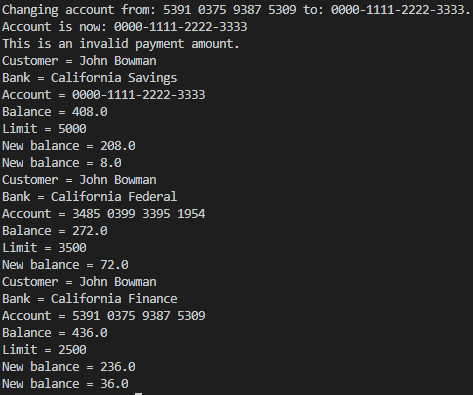 Changing account from: 5391 0375 9387 5309 to: 0000-1111-2222-3333.
Account is now: 0000-1111-2222-3333
This is an invalid payment amount.
Customer = John Bowman
Bank = California Savings
Account = 0000-1111-2222-3333
Balance = 408.0
Limit = 5000
New balance = 208.0
New balance = 8.0
Customer = John Bowman
Bank = California Federal
Account = 3485 0399 3395 1954
Balance = 272.0
Limit = 3500
New balance = 72.0
Customer = John Bowman
Bank = California Finance
Account = 5391 0375 9387 5309
Balance = 436.0
Limit = 2500
New balance = 236.0
New balance = 36.0